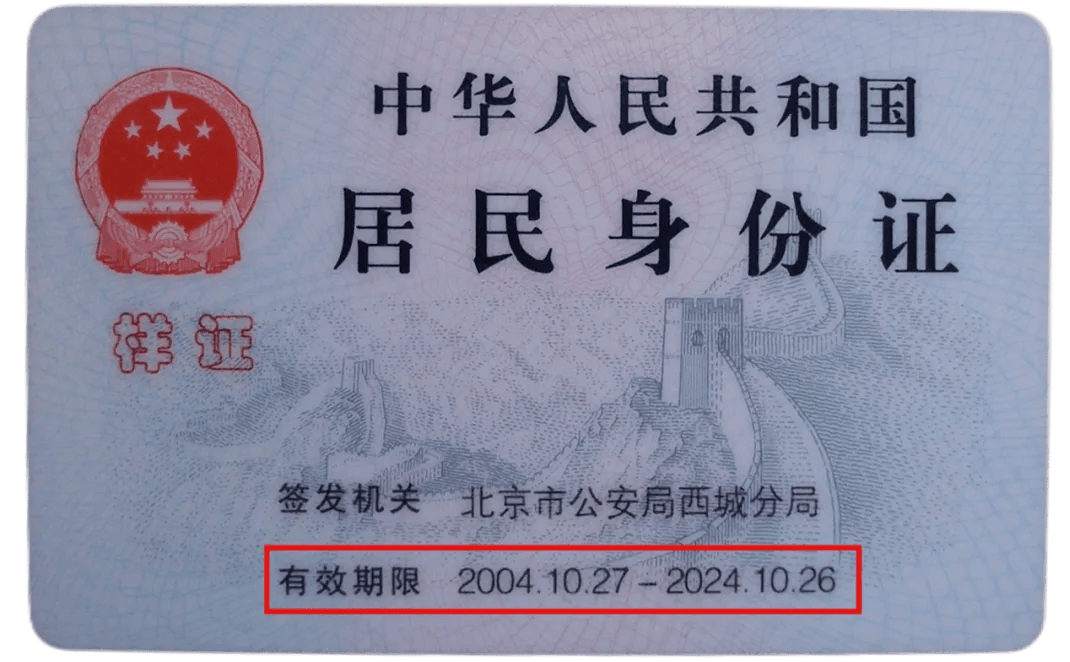 中华人民共和国
居民身份证
样证
签发机关 北京市公安局西城分局
有效期限 2004.10.27-2024.10.26